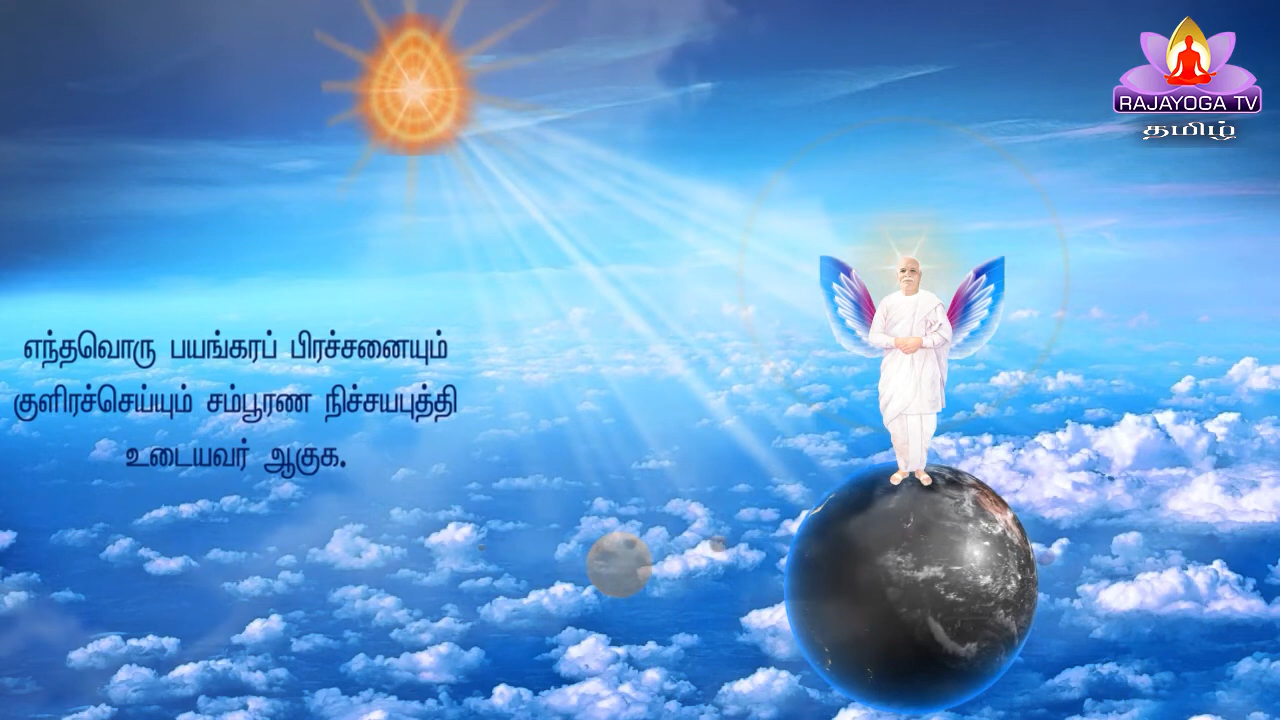 RAJAYOGA TV
தமிழ்
எந்தவொரு பயங்கரப் பிரச்சனையும்
குளிரச்செய்யும் சம்பூரண நிச்சயபுத்தி
உடையவர் ஆகுக.